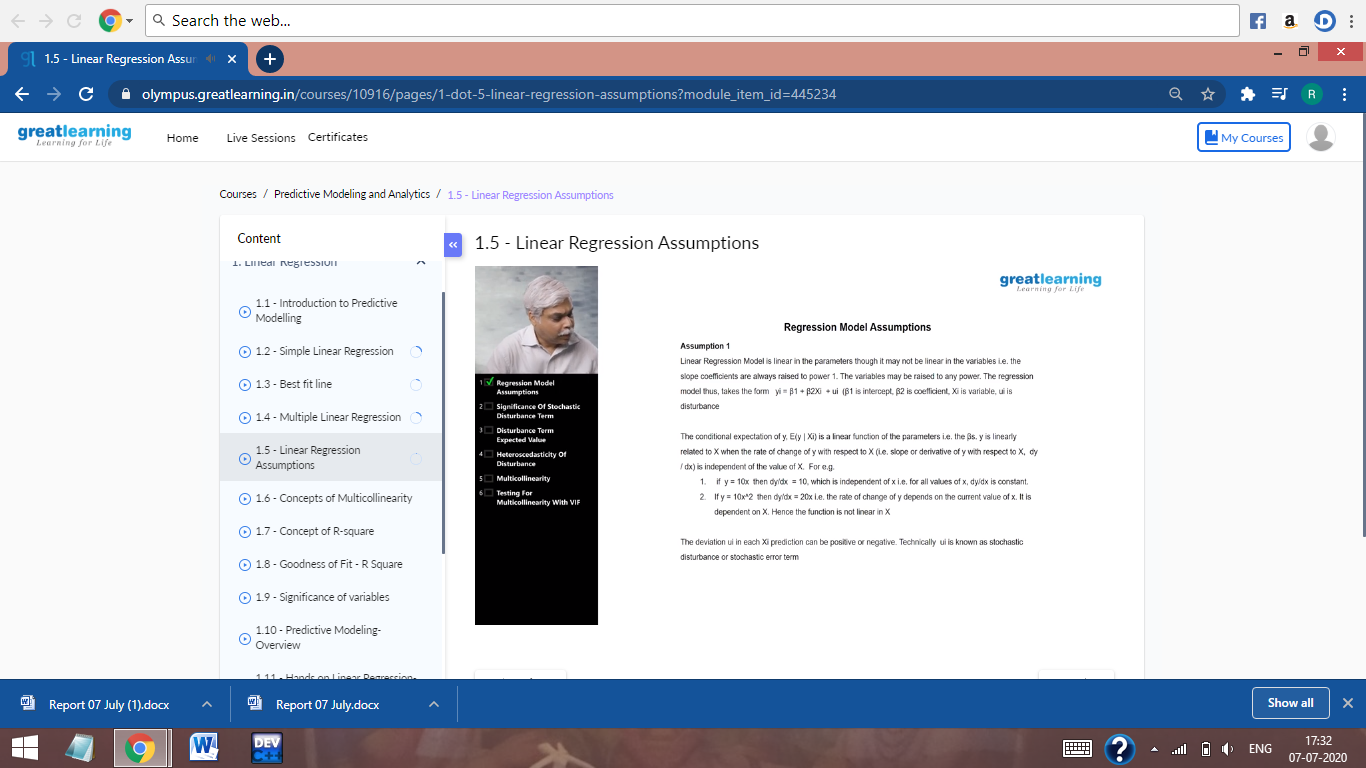 Search the web...
1.5 - Linear Regression Assur
olympus.greatlearning.in/courses/10916/pages/1-dot-5-linear-regression-assumptions?module_item_id=445234
R
greatlearning
Learning for Life
Home
Live Sessions
Certificates
My Courses
Courses / Predictive Modeling and Analytics / 1.5 - Linear Regression Assumptions
Content
1. Linear Regression
1.1 - Introduction to Predictive
Modelling
1.2 - Simple Linear Regression
1.3 - Best fit line
1.4 - Multiple Linear Regression
1.5 - Linear Regression
Assumptions
1.6 - Concepts of Multicollinearity
1.7 - Concept of R-square
1.8 - Goodness of Fit - R Square
1.9 - Significance of variables
1.10 - Predictive Modeling-
Overview
1.11 - Hands on Linear Regression-
1.5 - Linear Regression Assumptions
1 Regression Model
Assumptions
2 Significance Of Stochastic
Disturbance Term
3 Disturbance Term
Expected Value
4 Heteroscedasticity Of
Disturbance
5 Multicollinearity
6 Testing For
Multicollinearity With VIF
greatlearning
Learning for Life
Regression Model Assumptions
Assumption 1
Linear Regression Model is linear in the parameters though it may not be linear in the variables i.e. the
slope coefficients are always raised to power 1. The variables may be raised to any power. The regression
model thus, takes the form yi = β1 + β2Xi + ui (β1 is intercept, β2 is coefficient, Xi is variable, ui is
disturbance
The conditional expectation of y, E(y | Xi) is a linear function of the parameters i.e. the βs. y is linearly
related to X when the rate of change of y with respect to X (i.e. slope or derivative of y with respect to X, dy
/ dx) is independent of the value of X. For e.g.
1. if y = 10x then dy/dx = 10, which is independent of x i.e. for all values of x, dy/dx is constant.
2. If y = 10x^2 then dy/dx = 20x i.e. the rate of change of y depends on the current value of x. It is
dependent on X. Hence the function is not linear in X
The deviation ui in each Xi prediction can be positive or negative. Technically ui is known as stochastic
disturbance or stochastic error term
Report 07 July (1).docx
Report 07 July.docx
Show all
DEV
C++
ENG
17:32
07-07-2020